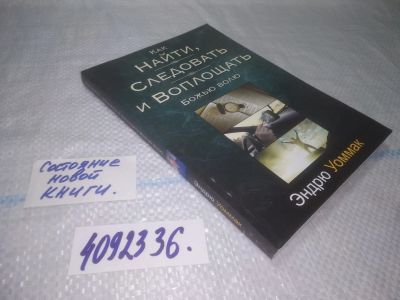 Как
Найти,
Следовать
и Воплощать
Божью волю
Эндрю Уоммак
Эндрю Уоммак
Состояние
новой
книги.
4092336.